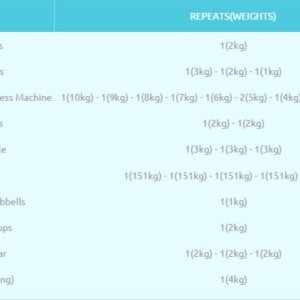 REPEATS(WEIGHTS)
s 1(2kg)
s 1(3kg) - 1(2kg) - 1(1kg)
ess Machine 1(10kg) - 1(9kg) - 1(8kg) - 1(7kg) - 1(6kg) - 2(5kg) - 1(4kg)
s 1(2kg) - 1(2kg)
le 1(3kg) - 1(3kg) - 1(3kg)
1(151kg) - 1(151kg) - 1(151kg) - 1(151kg)
bbells 1(1kg)
ups 1(2kg)
ar 1(2kg) - 1(2kg) - 1(2kg)
ng) 1(4kg)